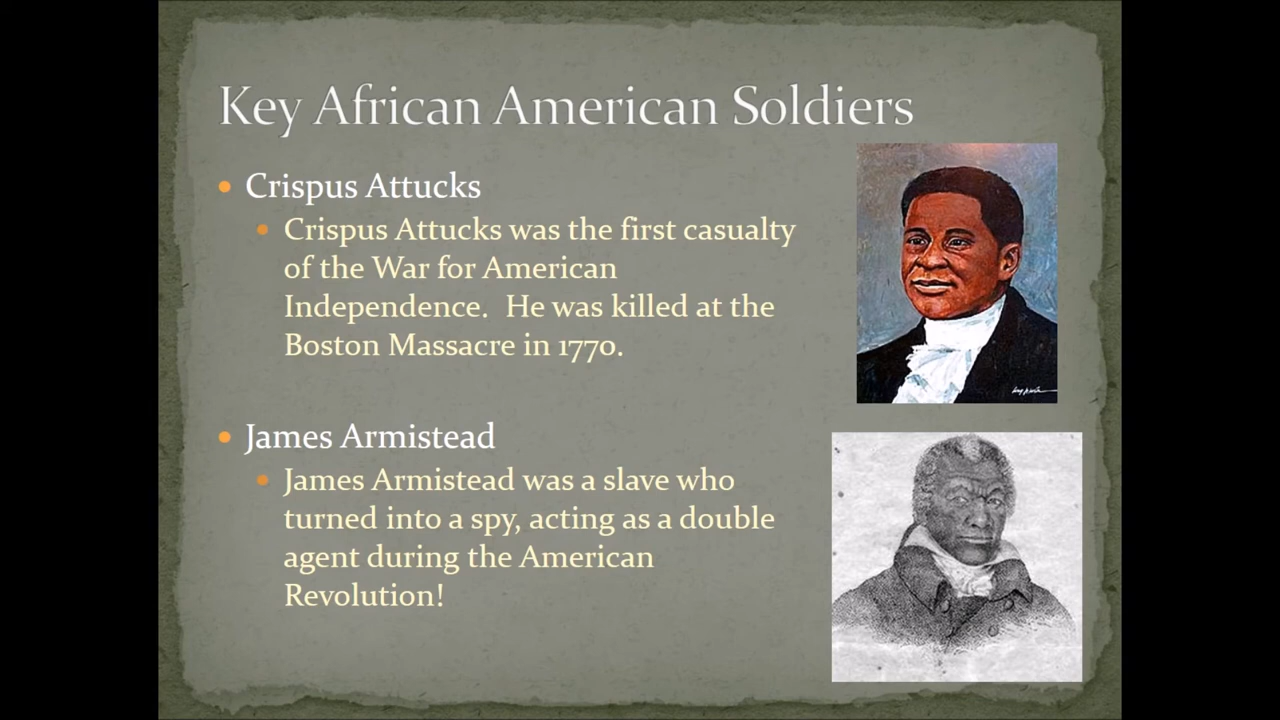 Key African American Soldiers
• Crispus Attucks
• Crispus Attucks was the first casualty
of the War for American
Independence.  He was killed at the
Boston Massacre in 1770.
• James Armistead
• James Armistead was a slave who
turned into a spy, acting as a double
agent during the American
Revolution!